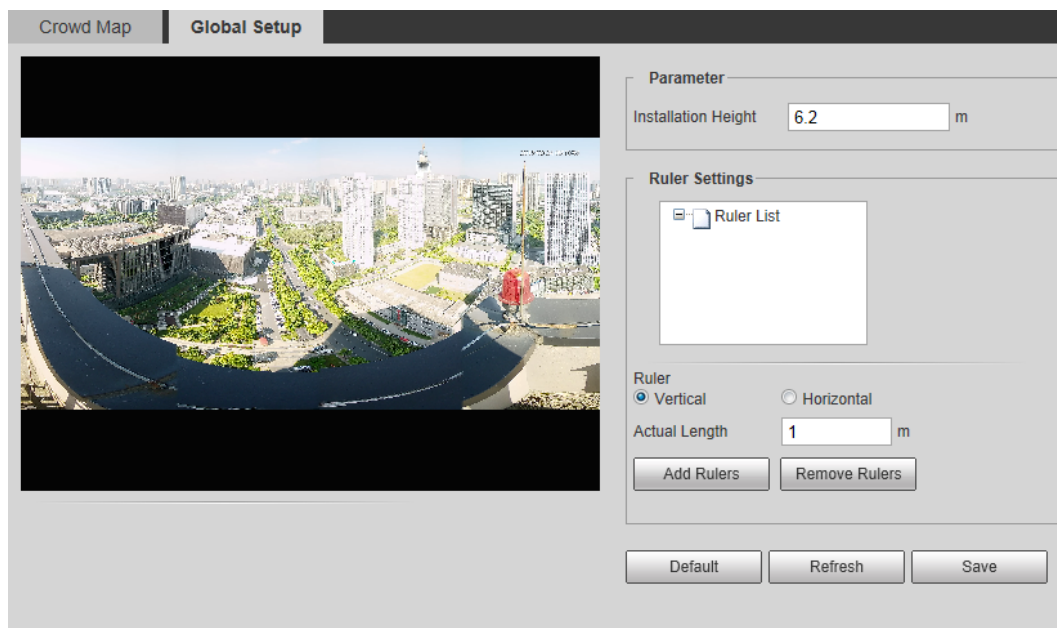 Crowd Map
Global Setup
Parameter
Installation Height 6.2 m
Ruler Settings
Ruler List
Ruler
Vertical Horizontal
Actual Length 1 m
Add Rulers Remove Rulers
Default Refresh Save